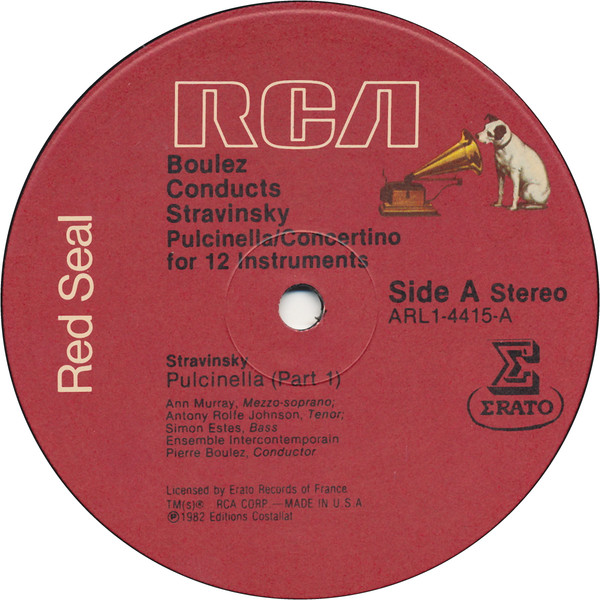 RCA
Boulez
Conducts
Stravinsky
Pulcinella/Concertino
for 12 Instruments
Red Seal
Side A Stereo
ARL1-4415-A
Stravinsky
Pulcinella (Part 1)
Ann Murray, Mezzo-soprano;
Antony Rolfe Johnson, Tenor;
Simon Estes, Bass
Ensemble Intercontemporain
Pierre Boulez, Conductor
Σ
ΣRATO
Licensed by Erato Records of France
TM(s)® RCA CORP.—MADE IN U.S.A.
℗1982 Editions Costallat